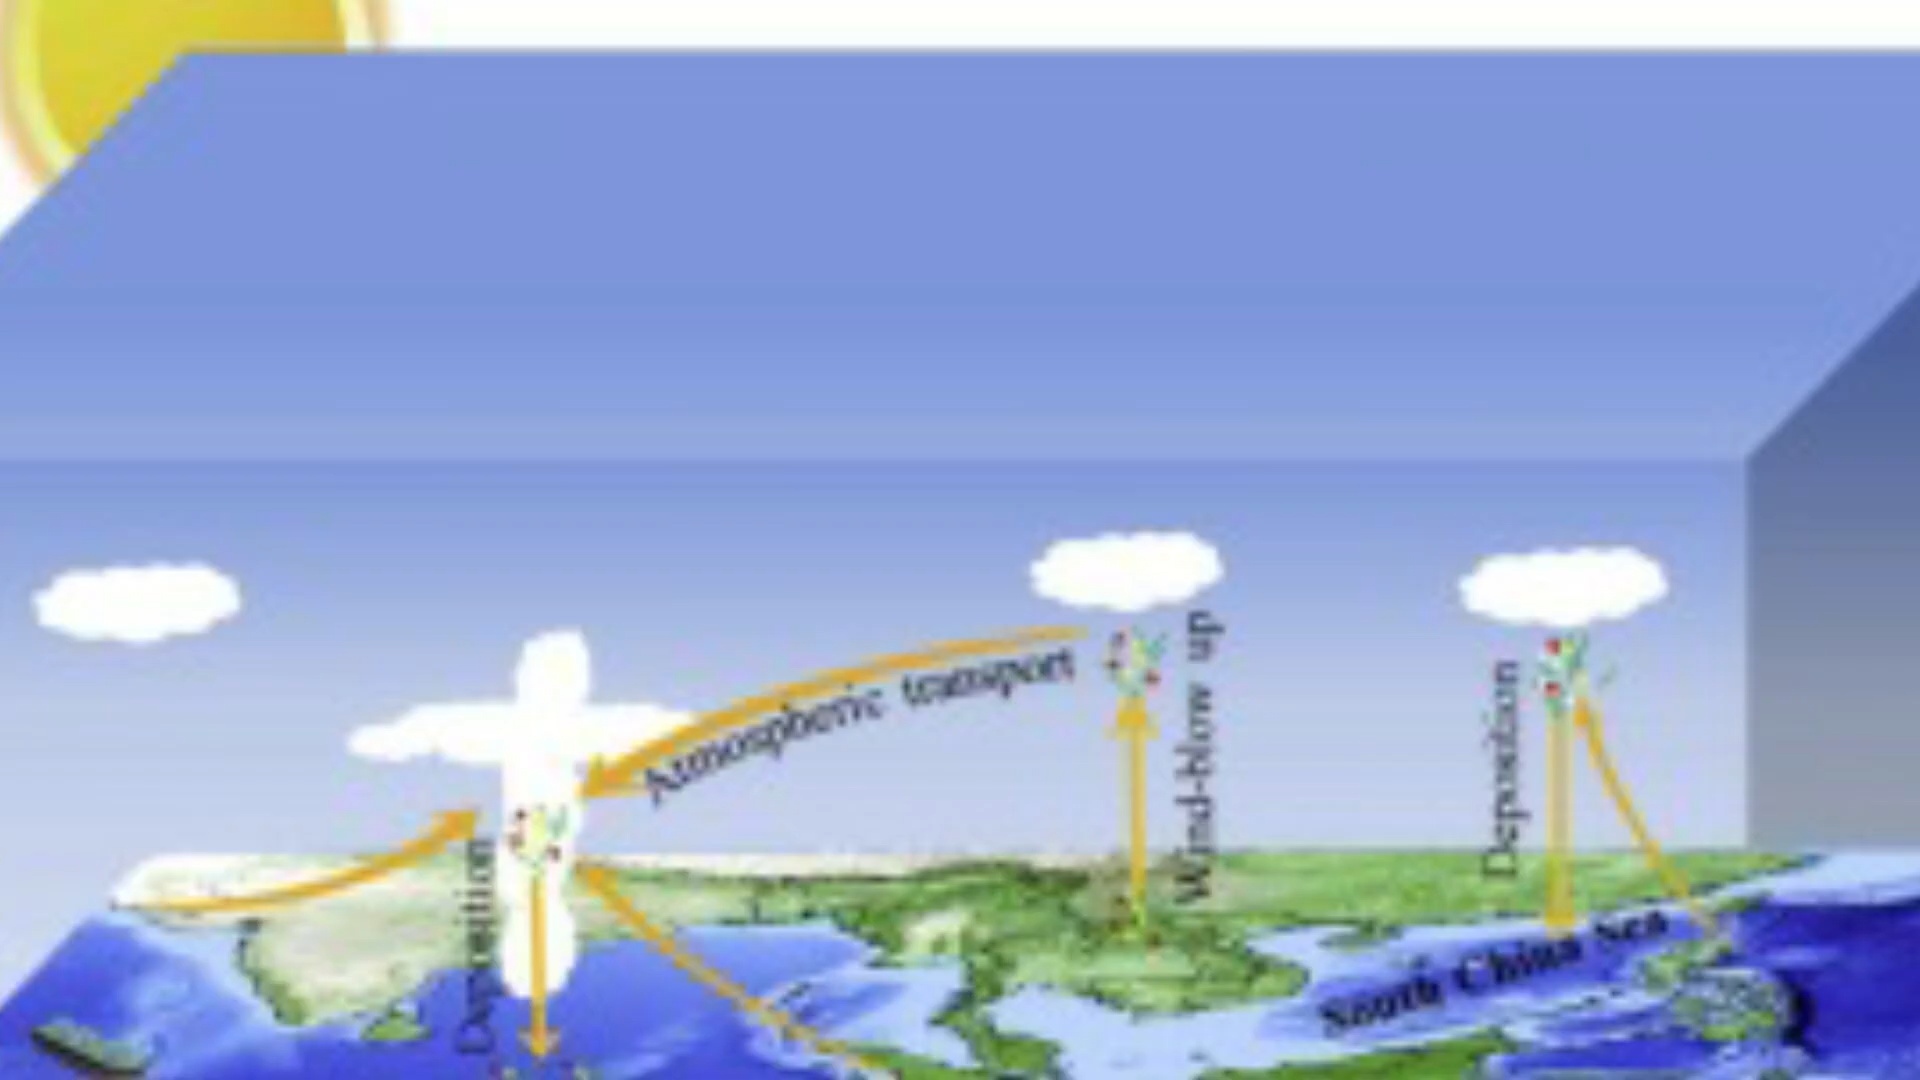 Atmospheric transport
Wind-blow up
Deposition
Deposition
South China Sea